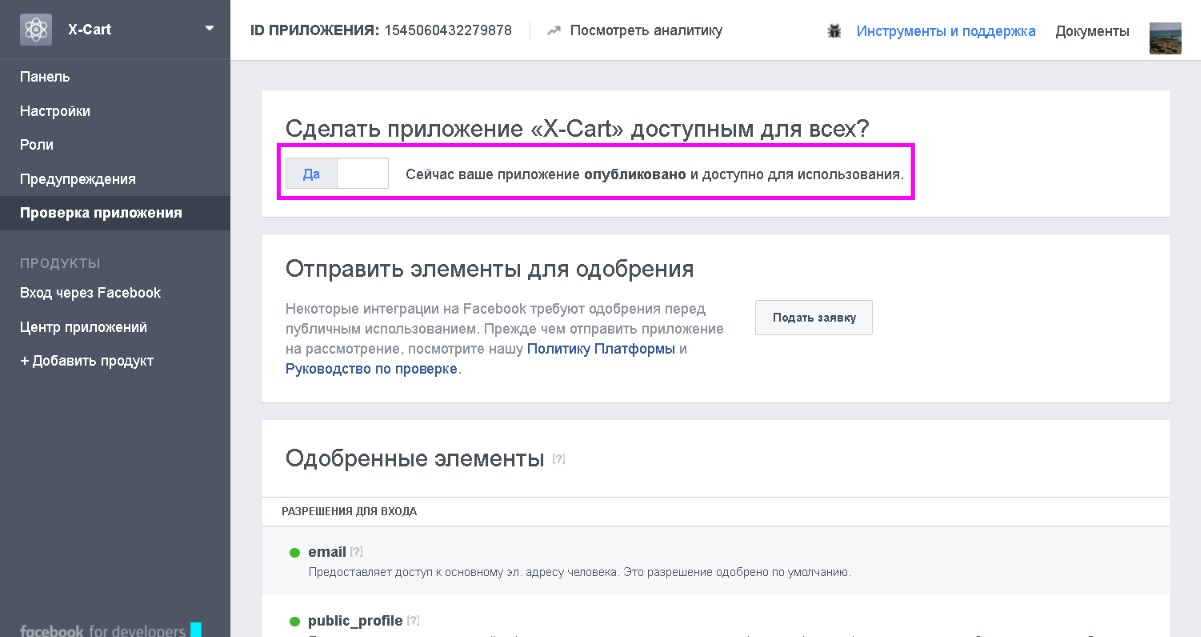 X-Cart
ID ПРИЛОЖЕНИЯ: 1545060432279878
Посмотреть аналитику
Инструменты и поддержка
Документы
Панель
Настройки
Роли
Предупреждения
Проверка приложения
ПРОДУКТЫ
Вход через Facebook
Центр приложений
+ Добавить продукт
facebook for developers
Сделать приложение «X-Cart» доступным для всех?
Да
Сейчас ваше приложение опубликовано и доступно для использования.
Отправить элементы для одобрения
Некоторые интеграции на Facebook требуют одобрения перед
публичным использованием. Прежде чем отправить приложение
на рассмотрение, посмотрите нашу Политику Платформы и
Руководство по проверке.
Подать заявку
Одобренные элементы [?]
РАЗРЕШЕНИЯ ДЛЯ ВХОДА
email [?]
Предоставляет доступ к основному эл. адресу человека. Это разрешение одобрено по умолчанию.
public_profile [?]